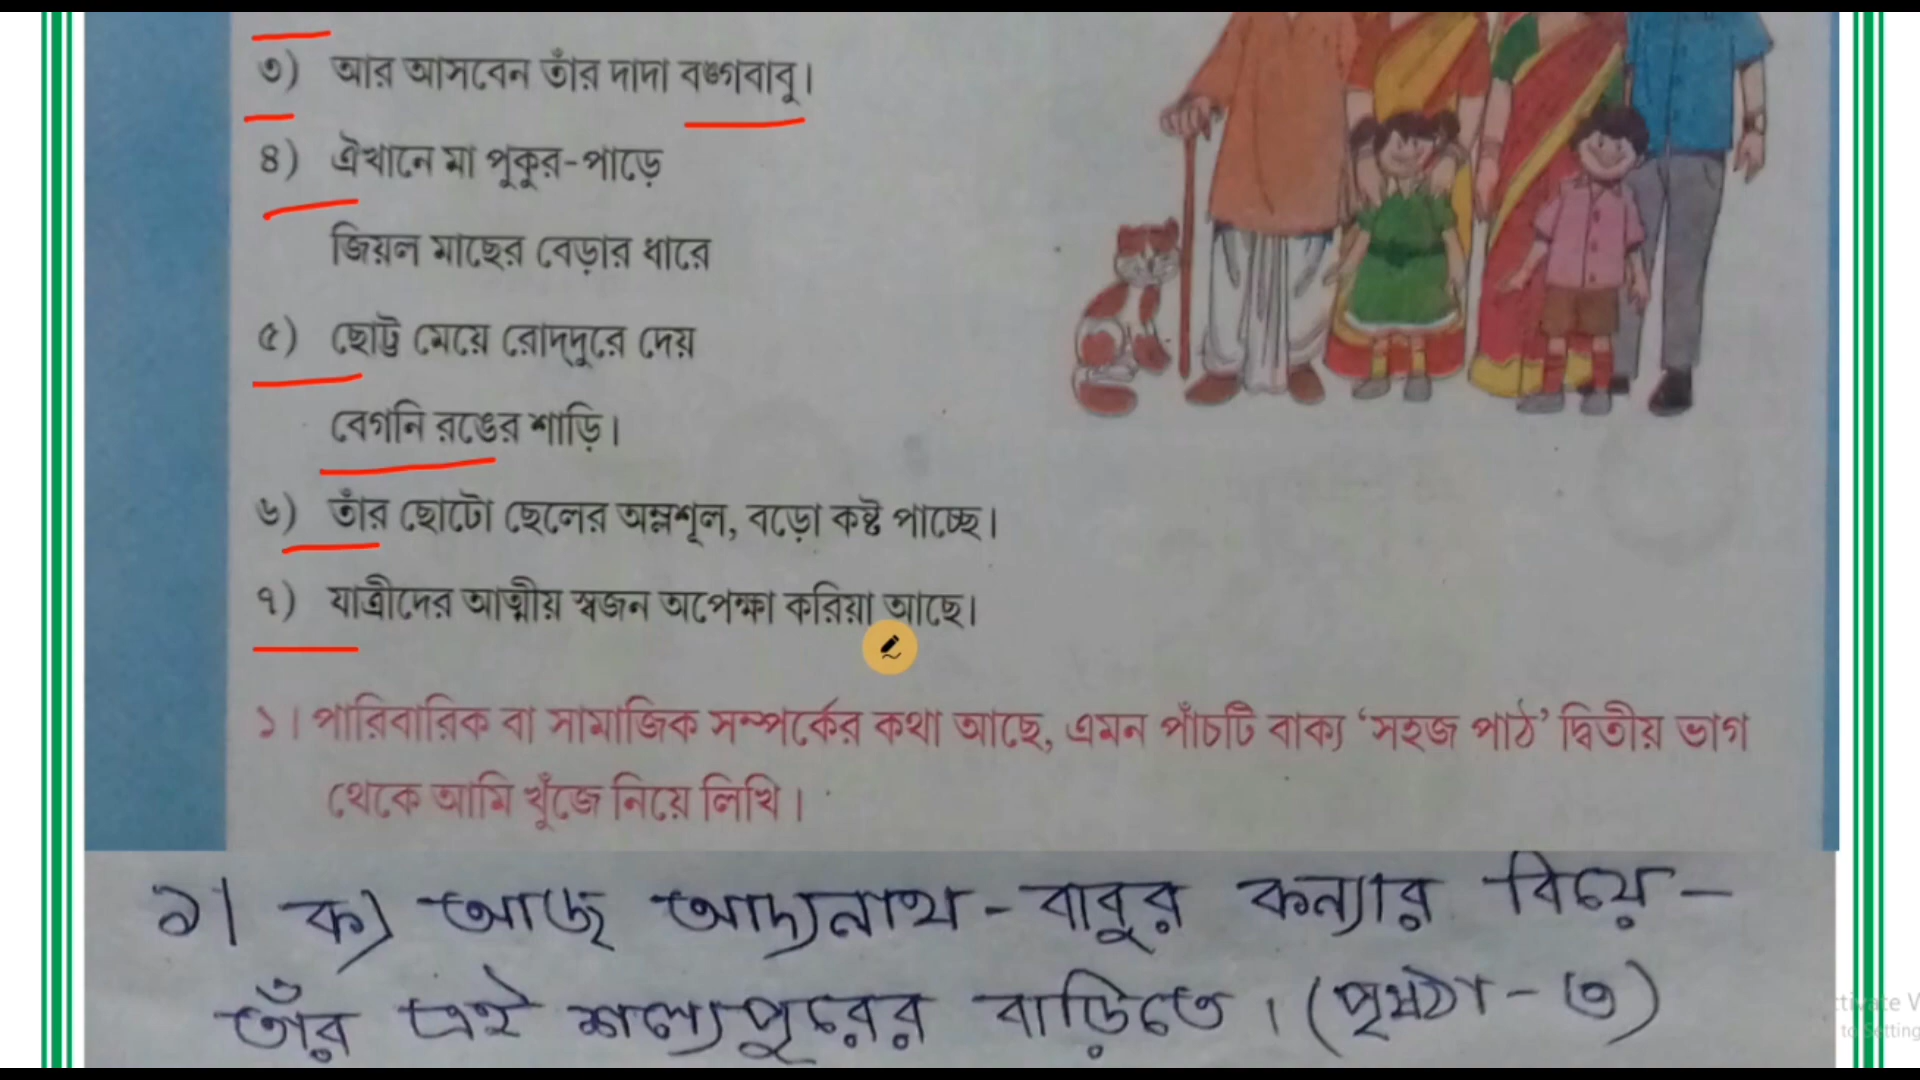 ৩) আর আসবেন তাঁর দাদা বঙ্গবাবু।
৪) ঐখানে মা পুকুর-পাড়ে
জিয়ল মাছের বেড়ার ধারে
৫) ছোট্ট মেয়ে রোদ্দুরে দেয়
বেগনি রঙের শাড়ি।
৬) তাঁর ছোটো ছেলের অম্লশূল, বড়ো কষ্ট পাচ্ছে।
৭) যাত্রীদের আত্মীয় স্বজন অপেক্ষা করিয়া আছে।
১। পারিবারিক বা সামাজিক সম্পর্কের কথা আছে, এমন পাঁচটি বাক্য ‘সহজ পাঠ’ দ্বিতীয় ভাগ
থেকে আমি খুঁজে নিয়ে লিখি।
১। ক) আজ আদ্যনাথ-বাবুর কন্যার বিয়ে-
তাঁর এই শল্যপুরের বাড়িতে। (পৃষ্ঠা-৩)